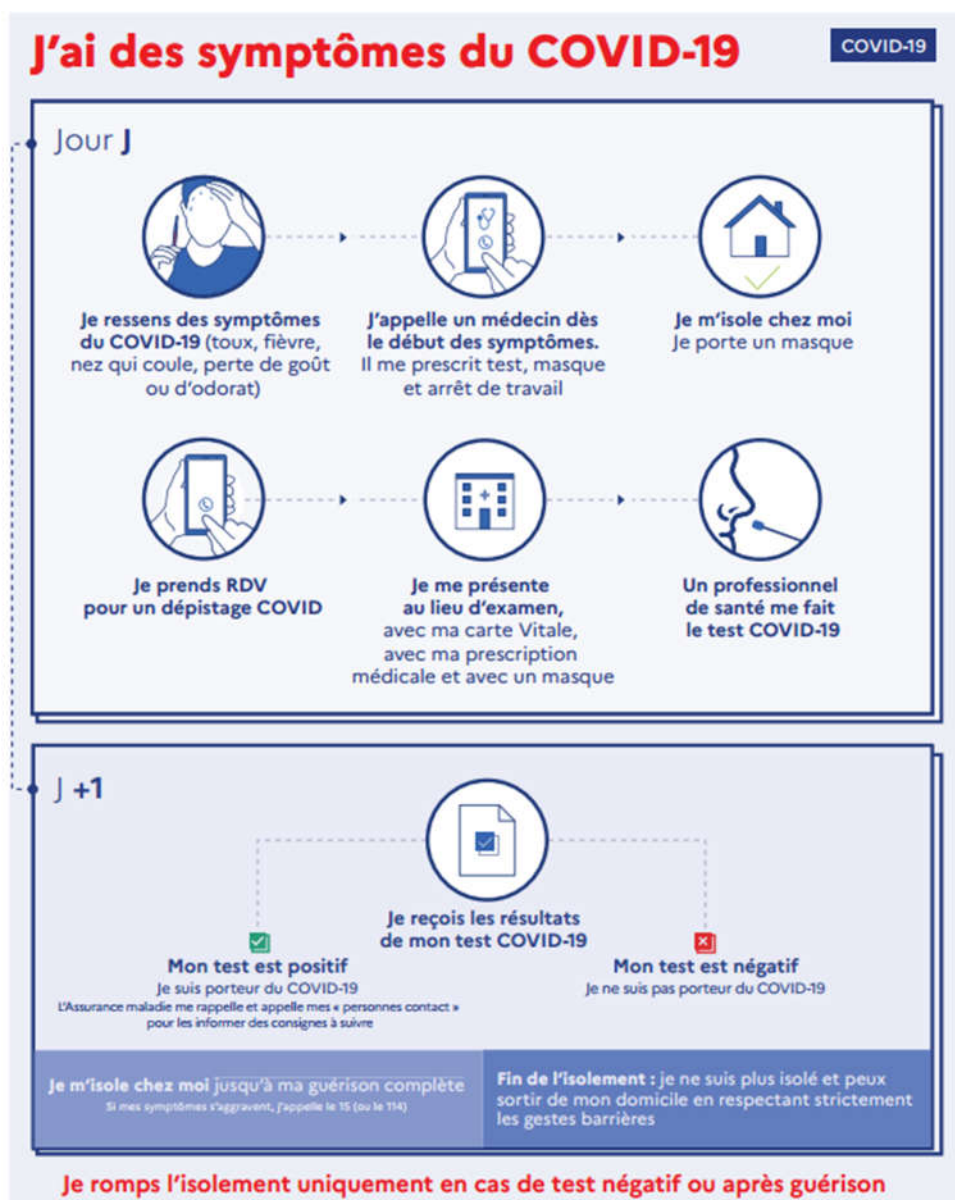 J'ai des symptômes du COVID-19
COVID-19
Jour J
Je ressens des symptômes
du COVID-19 (toux, fièvre,
nez qui coule, perte de goût
ou d'odorat)
J'appelle un médecin dès
le début des symptômes.
Il me prescrit test, masque
et arrêt de travail
Je m'isole chez moi
Je porte un masque
Je prends RDV
pour un dépistage COVID
Je me présente
au lieu d'examen,
avec ma carte Vitale,
avec ma prescription
médicale et avec un masque
Un professionnel
de santé me fait
le test COVID-19
J +1
Je reçois les résultats
de mon test COVID-19
Mon test est positif
Je suis porteur du COVID-19
L'Assurance maladie me rappelle et appelle mes « personnes contact »
pour les informer des consignes à suivre
Mon test est négatif
Je ne suis pas porteur du COVID-19
Je m'isole chez moi jusqu'à ma guérison complète
Si mes symptômes s'aggravent, j'appelle le 15 (ou le 114)
Fin de l'isolement : je ne suis plus isolé et peux
sortir de mon domicile en respectant strictement
les gestes barrières
Je romps l'isolement uniquement en cas de test négatif ou après guérison